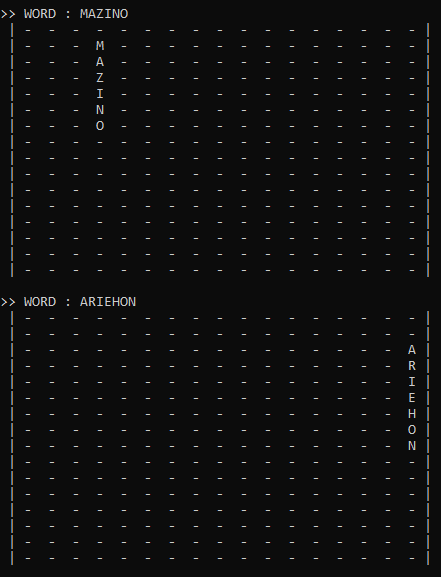 >> WORD : MAZINO
| - - - - - - - - - - - - - - - - - |
| - - - M - - - - - - - - - - - - - |
| - - - A - - - - - - - - - - - - - |
| - - - Z - - - - - - - - - - - - - |
| - - - I - - - - - - - - - - - - - |
| - - - N - - - - - - - - - - - - - |
| - - - O - - - - - - - - - - - - - |
| - - - - - - - - - - - - - - - - - |
| - - - - - - - - - - - - - - - - - |
| - - - - - - - - - - - - - - - - - |
| - - - - - - - - - - - - - - - - - |
| - - - - - - - - - - - - - - - - - |
| - - - - - - - - - - - - - - - - - |
| - - - - - - - - - - - - - - - - - |
| - - - - - - - - - - - - - - - - - |
| - - - - - - - - - - - - - - - - - |
>> WORD : ARIEHON
| - - - - - - - - - - - - - - - - - |
| - - - - - - - - - - - - - - - - - |
| - - - - - - - - - - - - - - - - A |
| - - - - - - - - - - - - - - - - R |
| - - - - - - - - - - - - - - - - I |
| - - - - - - - - - - - - - - - - E |
| - - - - - - - - - - - - - - - - H |
| - - - - - - - - - - - - - - - - O |
| - - - - - - - - - - - - - - - - N |
| - - - - - - - - - - - - - - - - - |
| - - - - - - - - - - - - - - - - - |
| - - - - - - - - - - - - - - - - - |
| - - - - - - - - - - - - - - - - - |
| - - - - - - - - - - - - - - - - - |
| - - - - - - - - - - - - - - - - - |
| - - - - - - - - - - - - - - - - - |